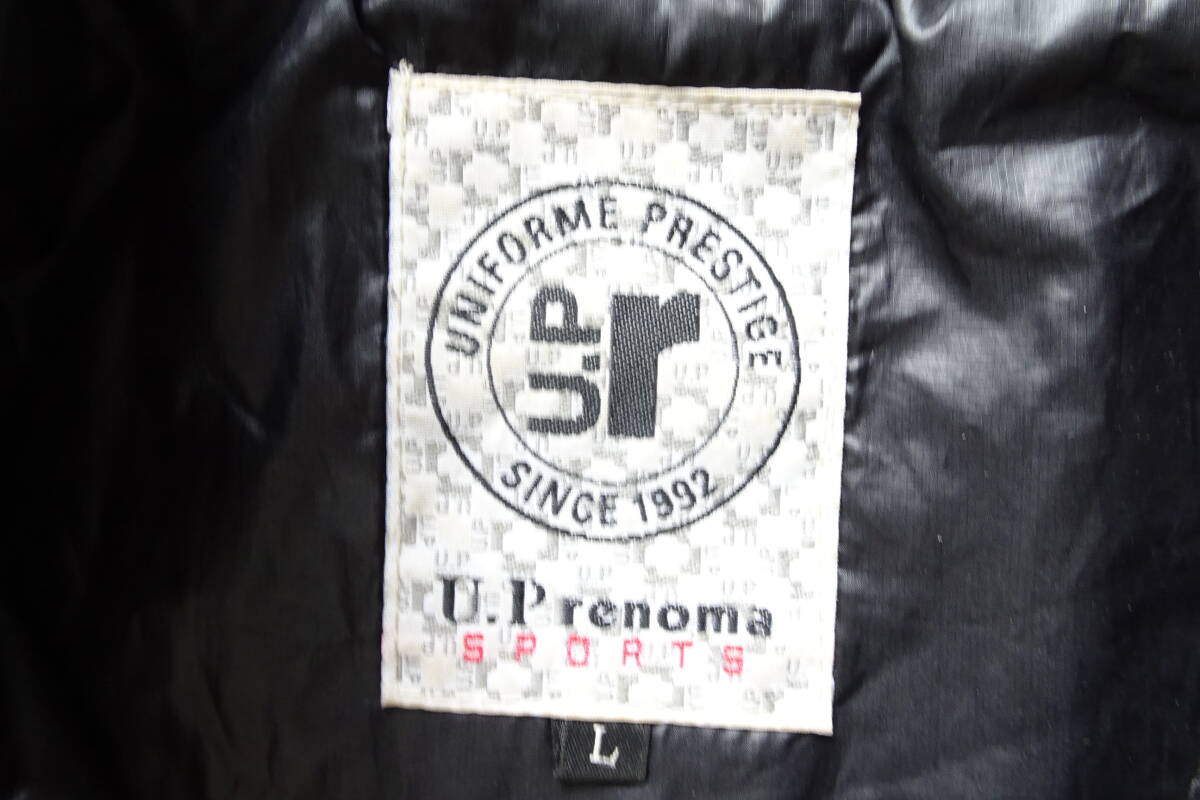 UNIFORME PRESTIGE
U.P
r
SINCE 1992
U.P renoma
SPORTS
L